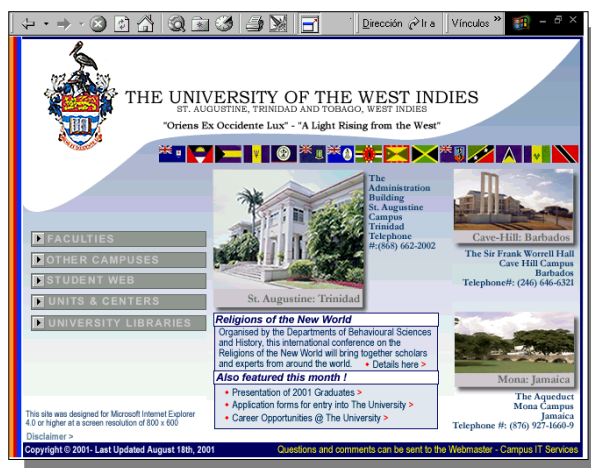 Dirección
Ir a
Vínculos »
THE UNIVERSITY OF THE WEST INDIES
ST. AUGUSTINE, TRINIDAD AND TOBAGO, WEST INDIES
"Oriens Ex Occidente Lux" - "A Light Rising from the West"
The
Administration
Building
St. Augustine
Campus
Trinidad
Telephone
#:(868) 662-2002
St. Augustine: Trinidad
Cave-Hill: Barbados
The Sir Frank Worrell Hall
Cave Hill Campus
Barbados
Telephone#: (246) 646-6321
FACULTIES
OTHER CAMPUSES
STUDENT WEB
UNITS & CENTERS
UNIVERSITY LIBRARIES
Religions of the New World
Organised by the Departments of Behavioural Sciences
and History, this international conference on the
Religions of the New World will bring together scholars
and experts from around the world. • Details here >
Also featured this month !
• Presentation of 2001 Graduates >
• Application forms for entry into The University >
• Career Opportunities @ The University >
Mona: Jamaica
The Aqueduct
Mona Campus
Jamaica
Telephone #: (876) 927-1660-9
This site was designed for Microsoft Internet Explorer
4.0 or higher at a screen resolution of 800 x 600
Disclaimer >
Copyright © 2001- Last Updated August 18th, 2001
Questions and comments can be sent to the Webmaster - Campus IT Services